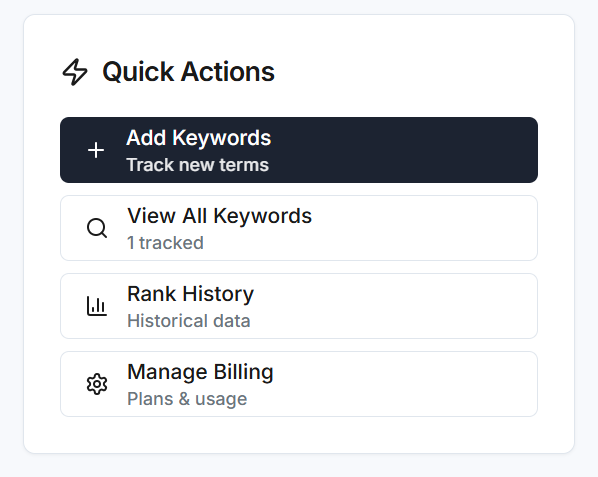 Quick Actions
Add Keywords
Track new terms
View All Keywords
1 tracked
Rank History
Historical data
Manage Billing
Plans & usage